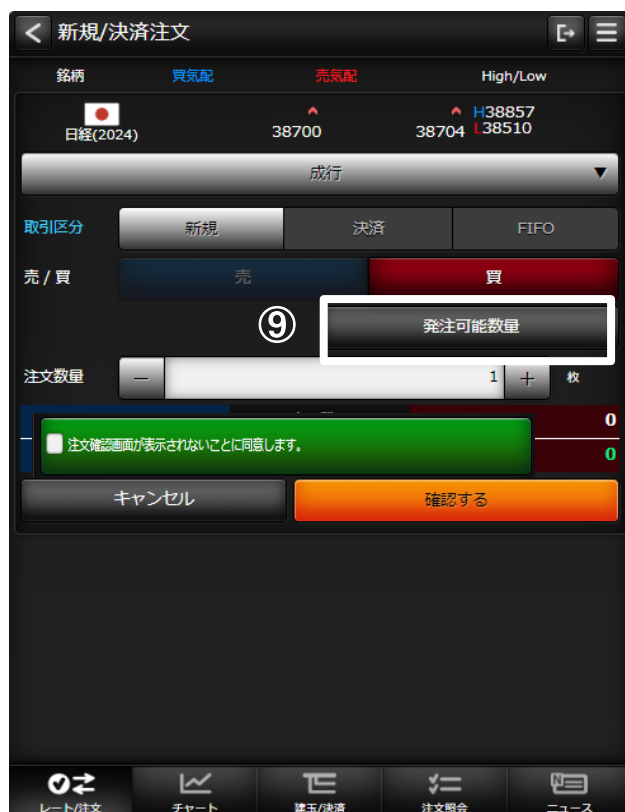 新規/決済注文
銘柄 買気配 売気配 High/Low
日経(2024) 38700 38704 H38857
L38510
成行
取引区分 新規 決済 FIFO
売 / 買 売 買
⑨ 発注可能数量
注文数量 － 1 ＋ 枚
0
注文確認画面が表示されないことに同意します。
0
キャンセル 確認する
レート/注文 チャート 建玉/決済 注文照会 ニュース